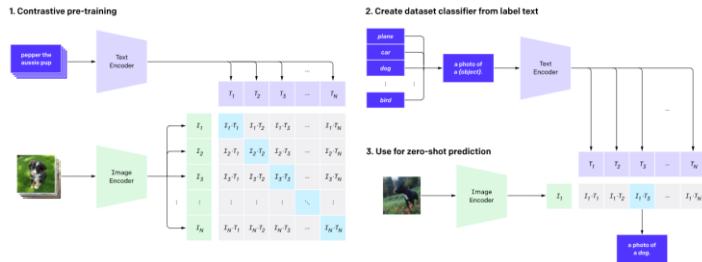 1. Contrastive pre-training
pepper the
aussie pup
Text
Encoder
...
T1 T2 T3 ... TN
I1 I1·T1 I1·T2 I1·T3 ... I1·TN
I2 I2·T1 I2·T2 I2·T3 ... I2·TN
I3 I3·T1 I3·T2 I3·T3 ... I3·TN
⋮ ⋮ ⋮ ⋮ ⋱ ⋮
IN IN·T1 IN·T2 IN·T3 ... IN·TN
Image
Encoder
2. Create dataset classifier from label text
plane
car
dog
⋮
bird
a photo of
a {object}.
Text
Encoder
...
3. Use for zero-shot prediction
T1 T2 T3 ... TN
Image
Encoder
I1 I1·T1 I1·T2 I1·T3 ... I1·TN
a photo of
a dog.